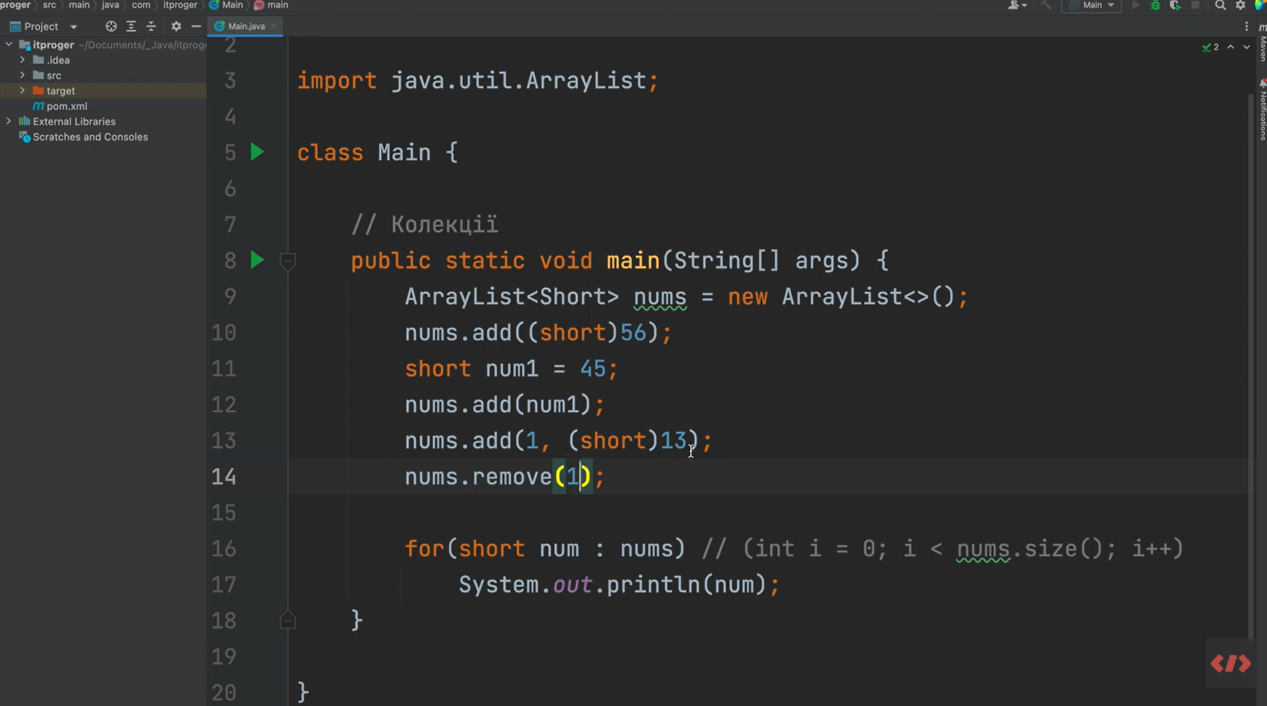 proger
src
main
java
com
itproger
Main
main
Main
Project
Main.java
itproger ~/Documents/_Java/itprog
.idea
src
target
pom.xml
External Libraries
Scratches and Consoles
2
2
3 import java.util.ArrayList;
4
5 class Main {
6
7 // Колекції
8 public static void main(String[] args) {
9 ArrayList<Short> nums = new ArrayList<>();
10 nums.add((short)56);
11 short num1 = 45;
12 nums.add(num1);
13 nums.add(1, (short)13);
14 nums.remove(1);
15
16 for(short num : nums) // (int i = 0; i < nums.size(); i++)
17 System.out.println(num);
18 }
19
20 }
Maven
Notifications